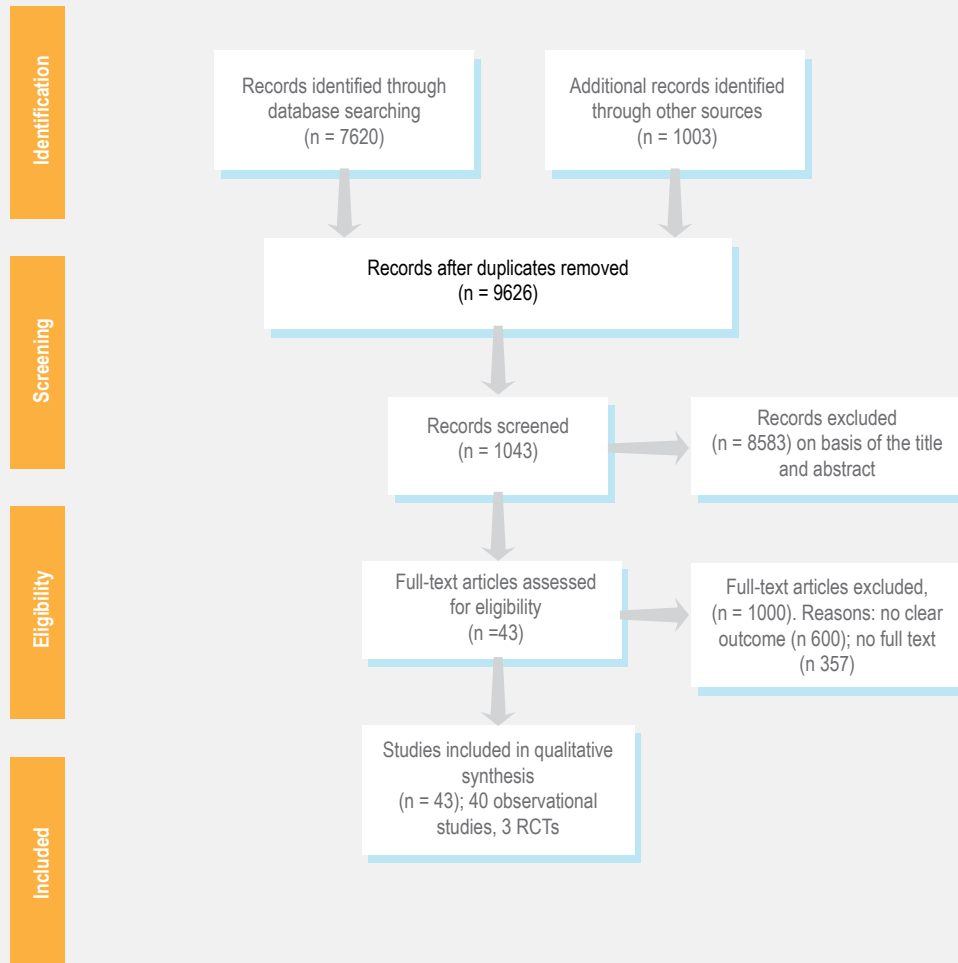 Identification
Records identified through
database searching
(n = 7620)
Additional records identified
through other sources
(n = 1003)
Screening
Records after duplicates removed
(n = 9626)
Records screened
(n = 1043)
Records excluded
(n = 8583) on basis of the title
and abstract
Eligibility
Full-text articles assessed
for eligibility
(n =43)
Full-text articles excluded,
(n = 1000). Reasons: no clear
outcome (n 600); no full text
(n 357)
Included
Studies included in qualitative
synthesis
(n = 43); 40 observational
studies, 3 RCTs